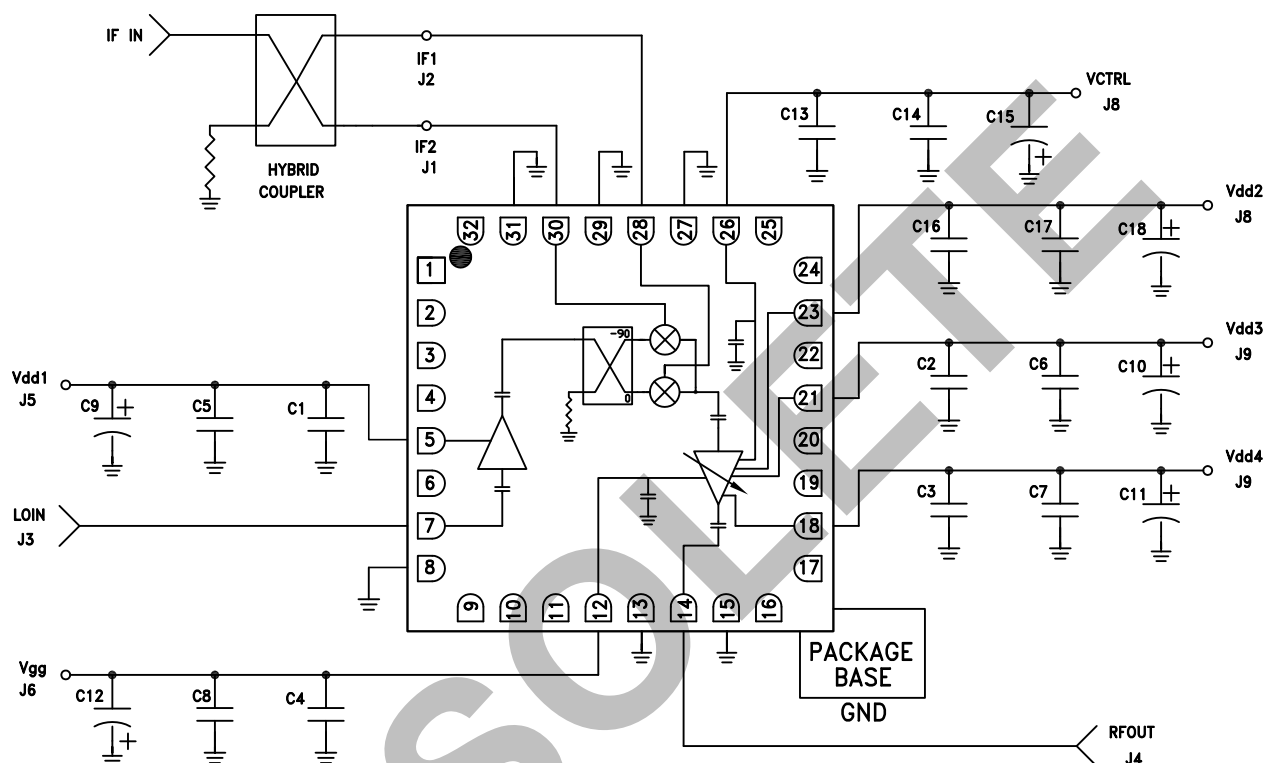 IF IN
IF1
J2
IF2
J1
HYBRID
COUPLER
VCTRL
J8
C13
C14
C15
+
Vdd2
J8
C16
C17
C18
+
Vdd3
J9
C2
C6
C10
+
Vdd4
J9
C3
C7
C11
+
Vdd1
J5
C9
+
C5
C1
LOIN
J3
Vgg
J6
C12
+
C8
C4
32
31
30
29
28
27
26
25
1
2
3
4
5
6
7
8
24
23
22
21
20
19
18
17
9
10
11
12
13
14
15
16
-90
0
PACKAGE
BASE
GND
RFOUT
J4
SOLETE